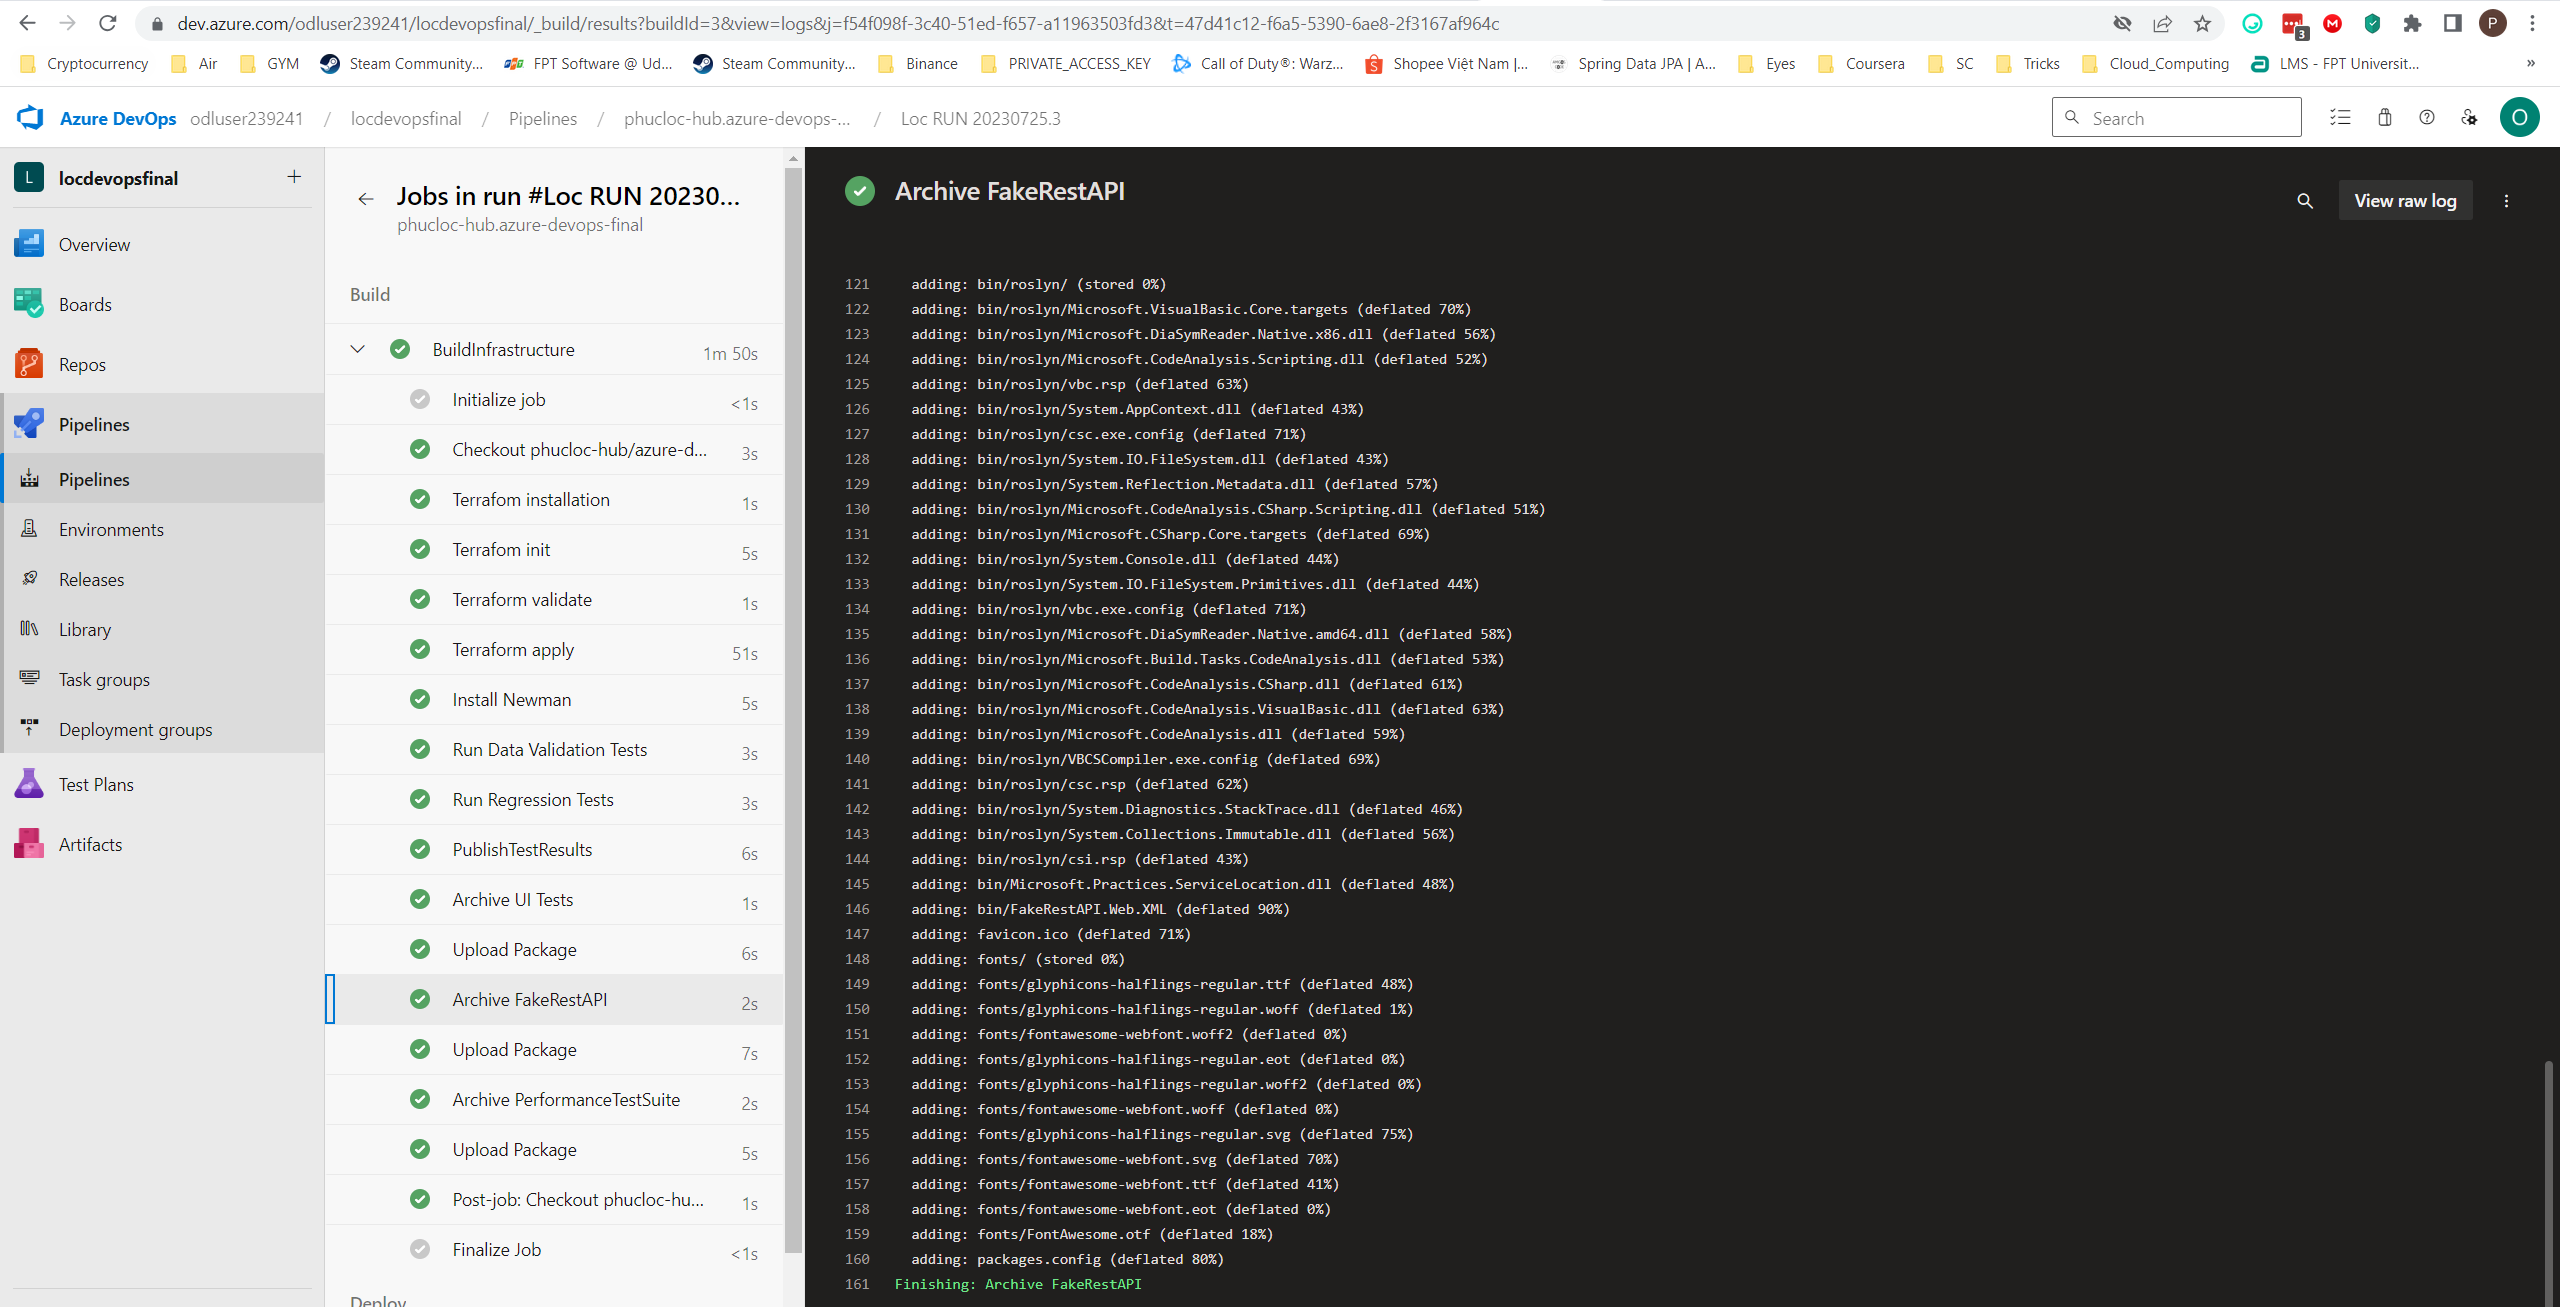 dev.azure.com/odluser239241/locdevopsfinal/_build/results?buildId=3&view=logs&j=f54f098f-3c40-51ed-f657-a11963503fd3&t=47d41c12-f6a5-5390-6ae8-2f3167af964c
3
P
Cryptocurrency
Air
GYM
Steam Community...
FPT Software @ Ud...
Steam Community...
Binance
PRIVATE_ACCESS_KEY
Call of Duty®: Warz...
Shopee Việt Nam |...
Spring Data JPA | A...
Eyes
Coursera
SC
Tricks
Cloud_Computing
LMS - FPT Universit...
»
Azure DevOps odluser239241 / locdevopsfinal / Pipelines / phucloc-hub.azure-devops-... / Loc RUN 20230725.3
Search
O
L locdevopsfinal
Overview
Boards
Repos
Pipelines
Pipelines
Environments
Releases
Library
Task groups
Deployment groups
Test Plans
Artifacts
Jobs in run #Loc RUN 20230...
phucloc-hub.azure-devops-final
Build
BuildInfrastructure 1m 50s
Initialize job <1s
Checkout phucloc-hub/azure-d... 3s
Terrafom installation 1s
Terrafom init 5s
Terraform validate 1s
Terraform apply 51s
Install Newman 5s
Run Data Validation Tests 3s
Run Regression Tests 3s
PublishTestResults 6s
Archive UI Tests 1s
Upload Package 6s
Archive FakeRestAPI 2s
Upload Package 7s
Archive PerformanceTestSuite 2s
Upload Package 5s
Post-job: Checkout phucloc-hu... 1s
Finalize Job <1s
Deploy
Archive FakeRestAPI
View raw log
121 adding: bin/roslyn/ (stored 0%)
122 adding: bin/roslyn/Microsoft.VisualBasic.Core.targets (deflated 70%)
123 adding: bin/roslyn/Microsoft.DiaSymReader.Native.x86.dll (deflated 56%)
124 adding: bin/roslyn/Microsoft.CodeAnalysis.Scripting.dll (deflated 52%)
125 adding: bin/roslyn/vbc.rsp (deflated 63%)
126 adding: bin/roslyn/System.AppContext.dll (deflated 43%)
127 adding: bin/roslyn/csc.exe.config (deflated 71%)
128 adding: bin/roslyn/System.IO.FileSystem.dll (deflated 43%)
129 adding: bin/roslyn/System.Reflection.Metadata.dll (deflated 57%)
130 adding: bin/roslyn/Microsoft.CodeAnalysis.CSharp.Scripting.dll (deflated 51%)
131 adding: bin/roslyn/Microsoft.CSharp.Core.targets (deflated 69%)
132 adding: bin/roslyn/System.Console.dll (deflated 44%)
133 adding: bin/roslyn/System.IO.FileSystem.Primitives.dll (deflated 44%)
134 adding: bin/roslyn/vbc.exe.config (deflated 71%)
135 adding: bin/roslyn/Microsoft.DiaSymReader.Native.amd64.dll (deflated 58%)
136 adding: bin/roslyn/Microsoft.Build.Tasks.CodeAnalysis.dll (deflated 53%)
137 adding: bin/roslyn/Microsoft.CodeAnalysis.CSharp.dll (deflated 61%)
138 adding: bin/roslyn/Microsoft.CodeAnalysis.VisualBasic.dll (deflated 63%)
139 adding: bin/roslyn/Microsoft.CodeAnalysis.dll (deflated 59%)
140 adding: bin/roslyn/VBCSCompiler.exe.config (deflated 69%)
141 adding: bin/roslyn/csc.rsp (deflated 62%)
142 adding: bin/roslyn/System.Diagnostics.StackTrace.dll (deflated 46%)
143 adding: bin/roslyn/System.Collections.Immutable.dll (deflated 56%)
144 adding: bin/roslyn/csi.rsp (deflated 43%)
145 adding: bin/Microsoft.Practices.ServiceLocation.dll (deflated 48%)
146 adding: bin/FakeRestAPI.Web.XML (deflated 90%)
147 adding: favicon.ico (deflated 71%)
148 adding: fonts/ (stored 0%)
149 adding: fonts/glyphicons-halflings-regular.ttf (deflated 48%)
150 adding: fonts/glyphicons-halflings-regular.woff (deflated 1%)
151 adding: fonts/fontawesome-webfont.woff2 (deflated 0%)
152 adding: fonts/glyphicons-halflings-regular.eot (deflated 0%)
153 adding: fonts/glyphicons-halflings-regular.woff2 (deflated 0%)
154 adding: fonts/fontawesome-webfont.woff (deflated 0%)
155 adding: fonts/glyphicons-halflings-regular.svg (deflated 75%)
156 adding: fonts/fontawesome-webfont.svg (deflated 70%)
157 adding: fonts/fontawesome-webfont.ttf (deflated 41%)
158 adding: fonts/fontawesome-webfont.eot (deflated 0%)
159 adding: fonts/FontAwesome.otf (deflated 18%)
160 adding: packages.config (deflated 80%)
161 Finishing: Archive FakeRestAPI